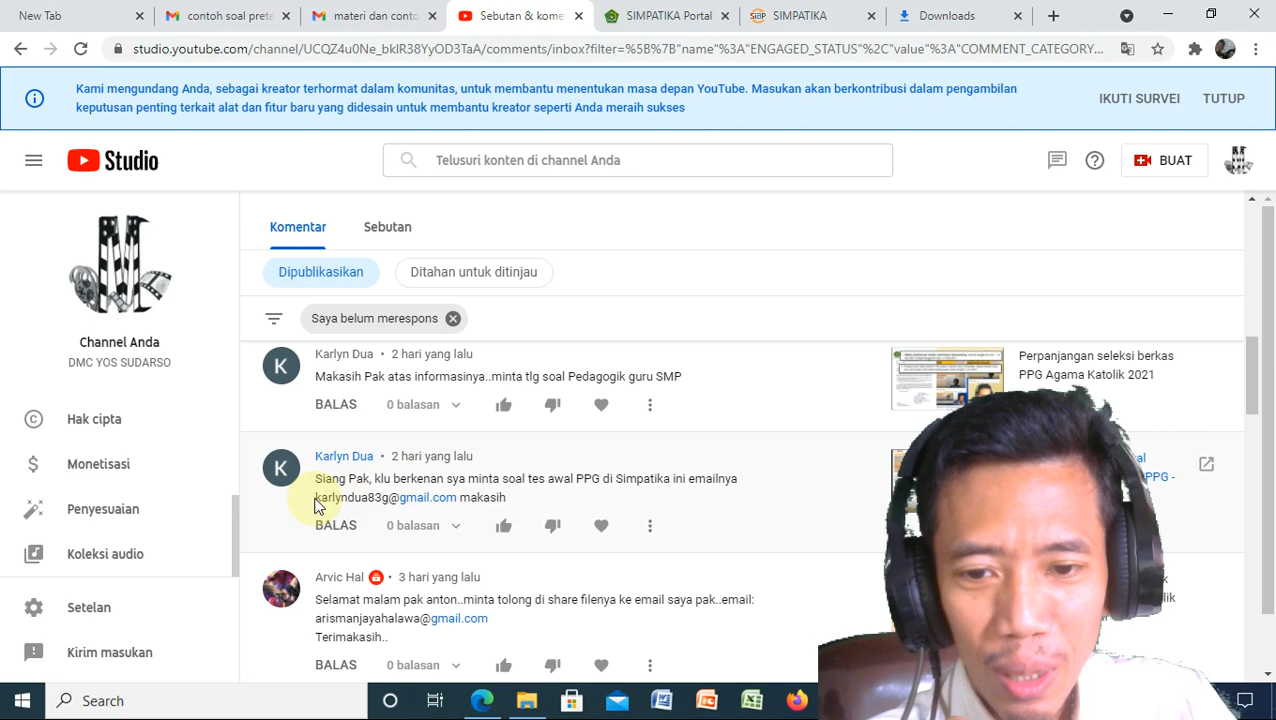 New Tab
contoh soal prete
materi dan conto
Sebutan & kome
SIMPATIKA Portal
SIMPATIKA
Downloads
studio.youtube.com/channel/UCQZ4u0Ne_bkIR38YyOD3TaA/comments/inbox?filter=%5B%7B"name"%3A"ENGAGED_STATUS"%2C"value"%3A"COMMENT_CATEGORY...
Kami mengundang Anda, sebagai kreator terhormat dalam komunitas, untuk membantu menentukan masa depan YouTube. Masukan akan berkontribusi dalam pengambilan
keputusan penting terkait alat dan fitur baru yang didesain untuk membantu kreator seperti Anda meraih sukses
IKUTI SURVEI
TUTUP
Studio
Telusuri konten di channel Anda
BUAT
Channel Anda
DMC YOS SUDARSO
Hak cipta
Monetisasi
Penyesuaian
Koleksi audio
Setelan
Kirim masukan
Komentar
Sebutan
Dipublikasikan
Ditahan untuk ditinjau
Saya belum merespons
Karlyn Dua • 2 hari yang lalu
Makasih Pak atas informasinya..minta tlg soal Pedagogik guru SMP
BALAS 0 balasan
Perpanjangan seleksi berkas
PPG Agama Katolik 2021
K
Karlyn Dua • 2 hari yang lalu
Siang Pak, klu berkenan sya minta soal tes awal PPG di Simpatika ini emailnya
karlyndua83g@gmail.com makasih
BALAS 0 balasan
K
Arvic Hal • 3 hari yang lalu
Selamat malam pak anton..minta tolong di share filenya ke email saya pak..email:
arismanjayahalawa@gmail.com
Terimakasih..
BALAS 0 balasan
Search